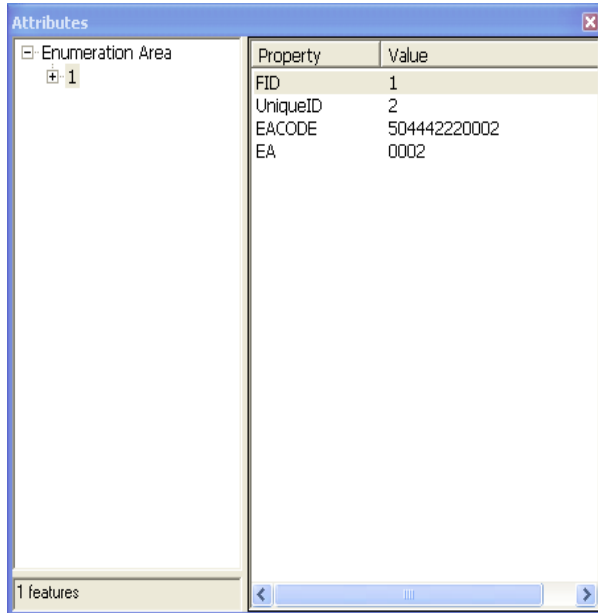 Attributes
Enumeration Area
1
Property Value
FID 1
UniqueID 2
EACODE 504442220002
EA 0002
1 features